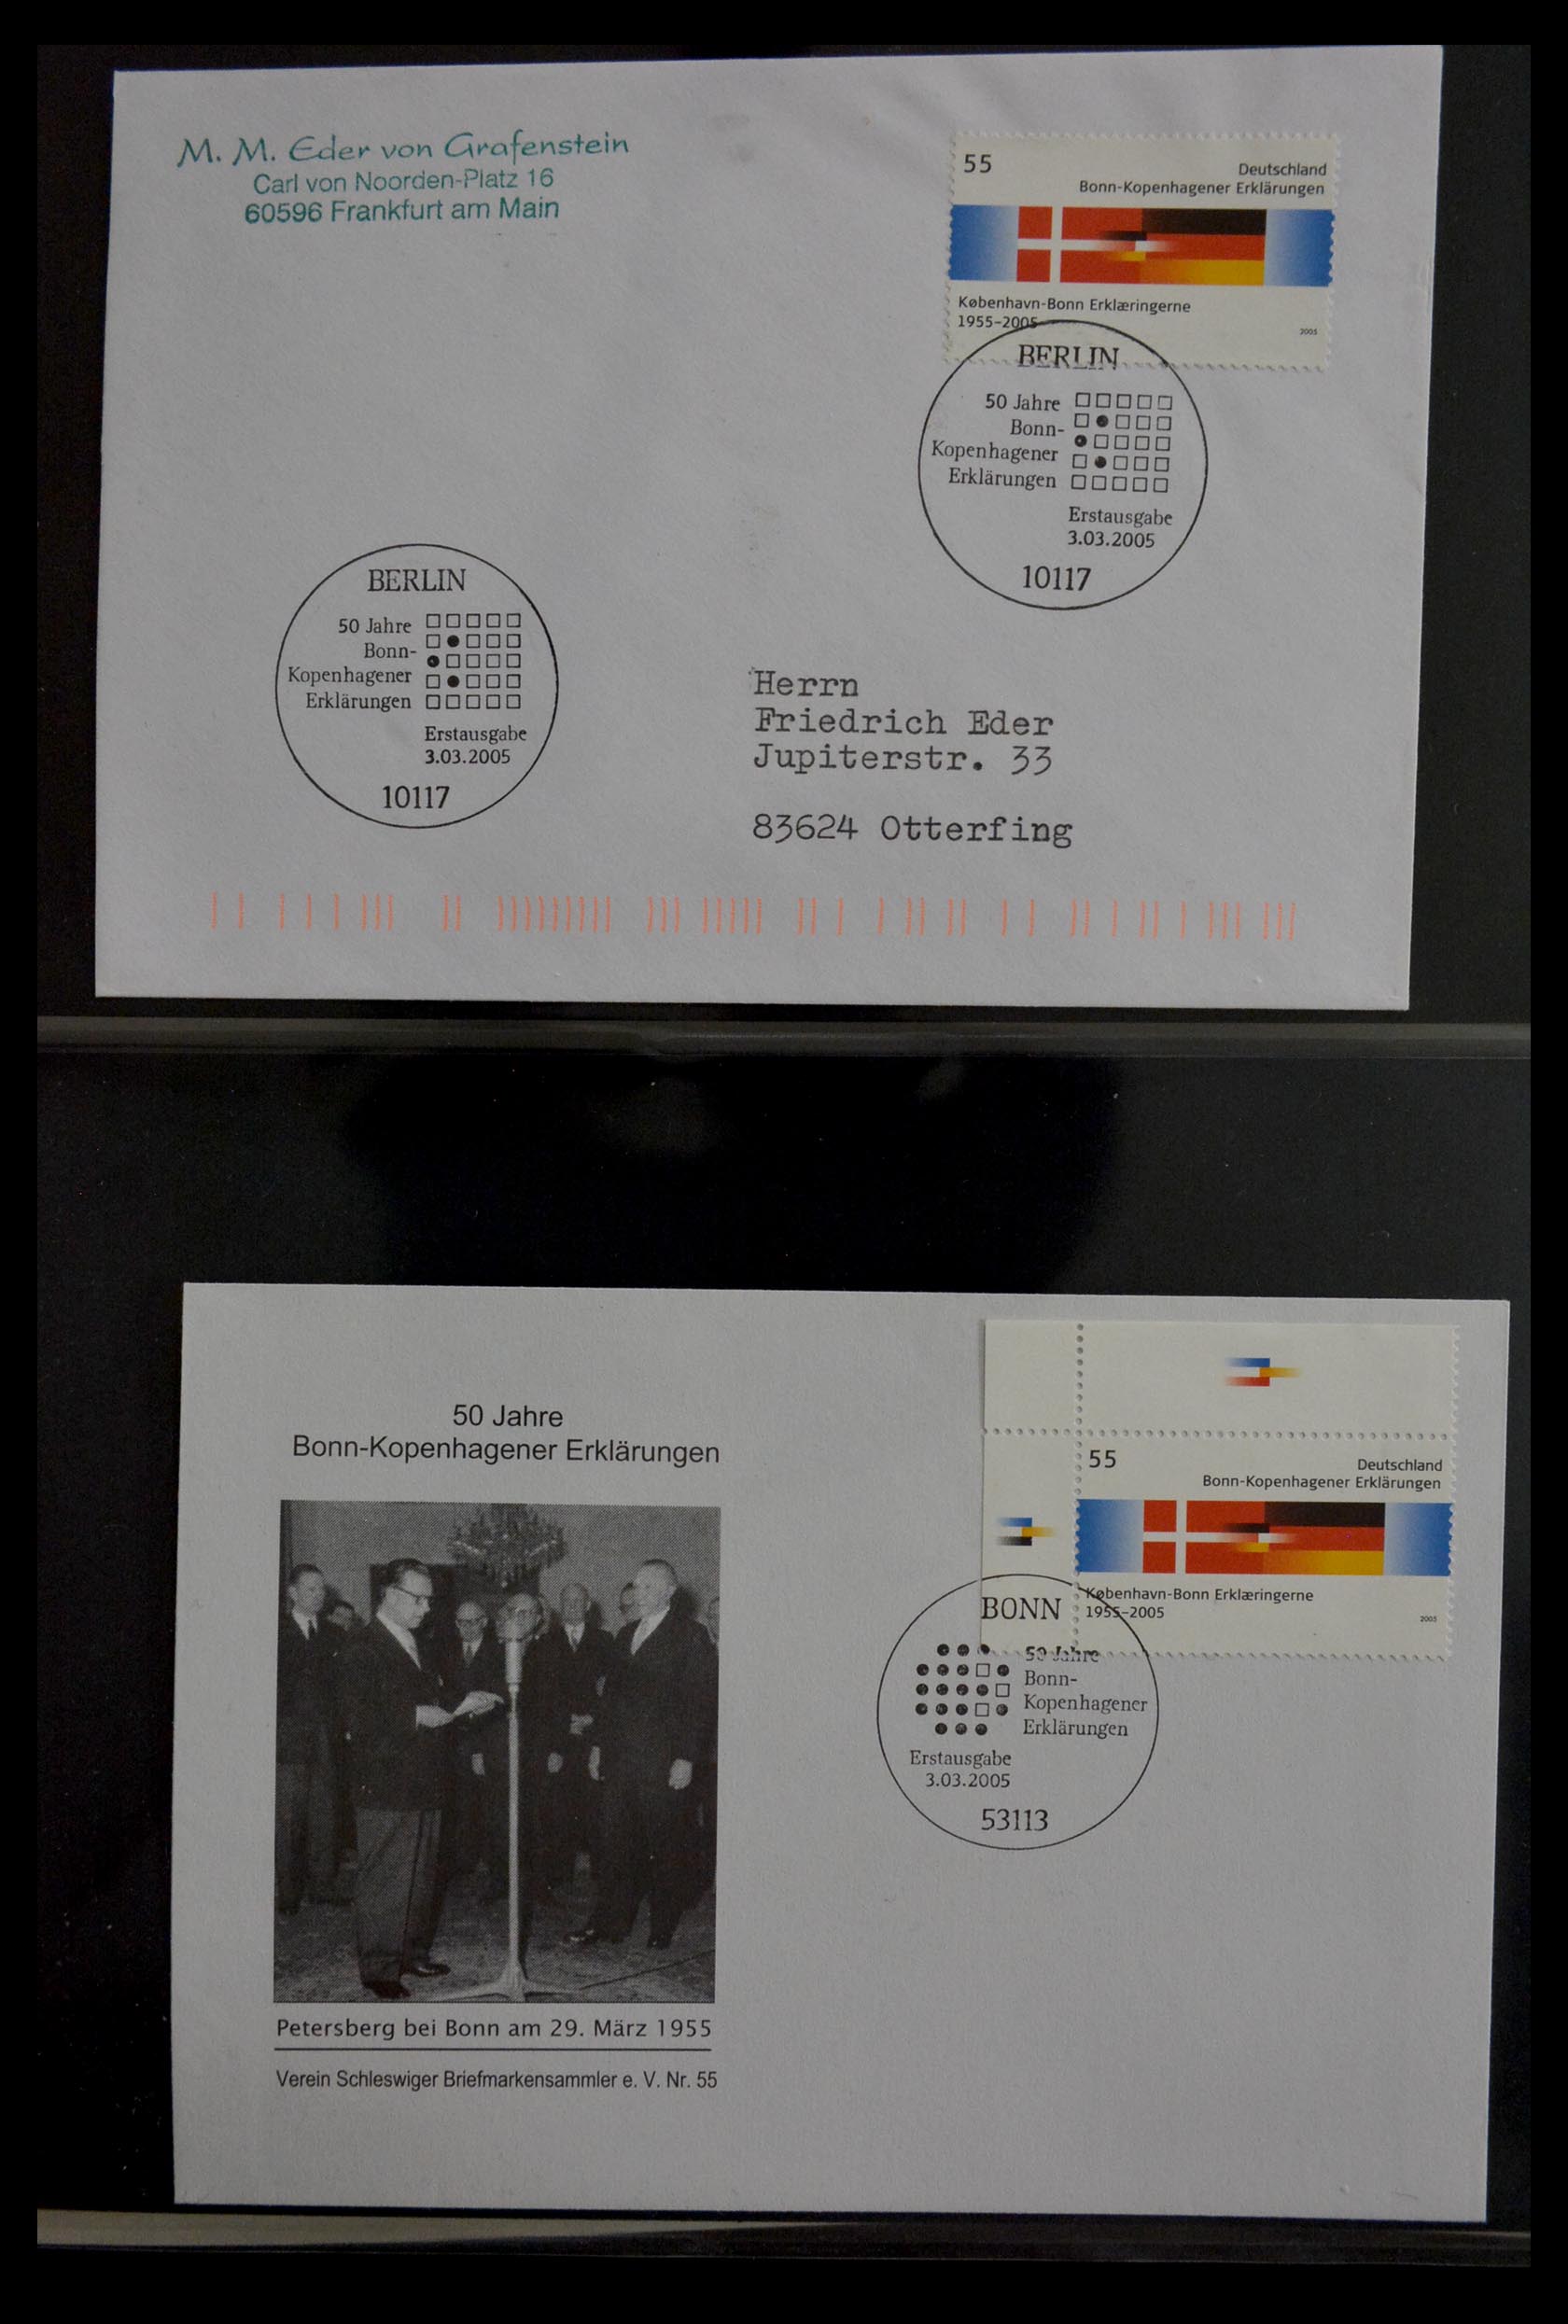 M. M. Eder von Grafenstein
Carl von Noorden-Platz 16
60596 Frankfurt am Main
55
Deutschland
Bonn-Kopenhagener Erklärungen
København-Bonn Erklæringerne
1955-2005
2005
BERLIN
50 Jahre
Bonn-
Kopenhagener
Erklärungen
Erstausgabe
3.03.2005
10117
BERLIN
50 Jahre
Bonn-
Kopenhagener
Erklärungen
Erstausgabe
3.03.2005
10117
Herrn
Friedrich Eder
Jupiterstr. 33
83624 Otterfing
50 Jahre
Bonn-Kopenhagener Erklärungen
Petersberg bei Bonn am 29. März 1955
Verein Schleswiger Briefmarkensammler e. V. Nr. 55
55
Deutschland
Bonn-Kopenhagener Erklärungen
København-Bonn Erklæringerne
1955-2005
2005
BONN
50 Jahre
Bonn-
Kopenhagener
Erklärungen
Erstausgabe
3.03.2005
53113